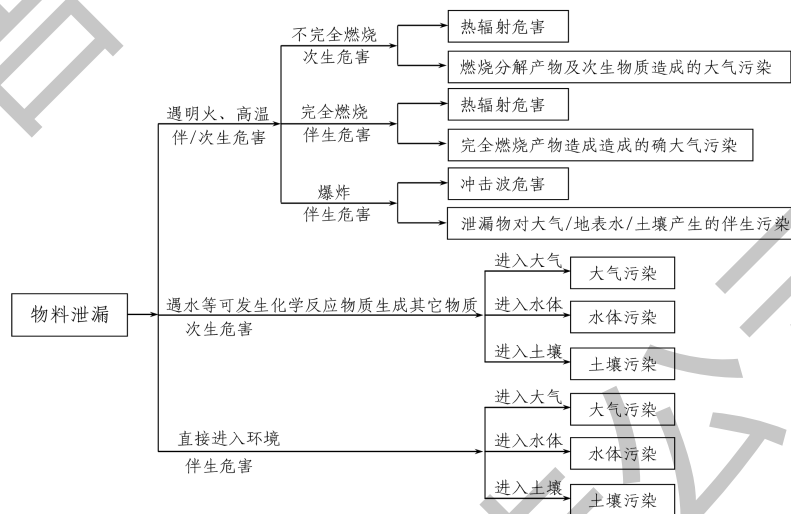 不完全燃烧
次生危害
热辐射危害
燃烧分解产物及次生物质造成的大气污染
遇明火、高温
伴/次生危害
完全燃烧
伴生危害
热辐射危害
完全燃烧产物造成造成的确大气污染
爆炸
伴生危害
冲击波危害
泄漏物对大气/地表水/土壤产生的伴生污染
物料泄漏
遇水等可发生化学反应物质生成其它物质
次生危害
进入大气
大气污染
进入水体
水体污染
进入土壤
土壤污染
直接进入环境
伴生危害
进入大气
大气污染
进入水体
水体污染
进入土壤
土壤污染